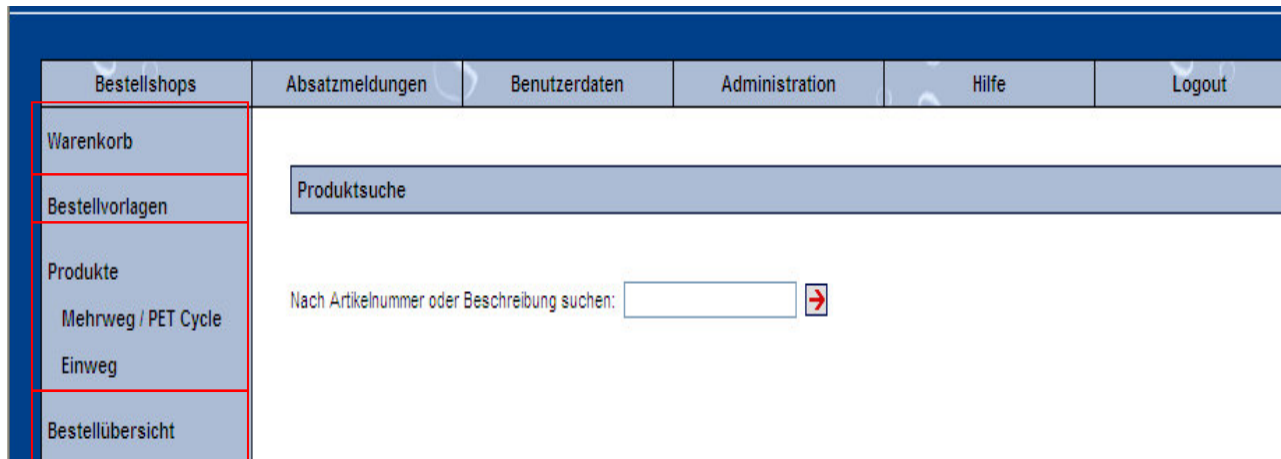 Bestellshops Absatzmeldungen Benutzerdaten Administration Hilfe Logout
Warenkorb
Bestellvorlagen
Produkte
Mehrweg / PET Cycle
Einweg
Bestellübersicht
Produktsuche
Nach Artikelnummer oder Beschreibung suchen: